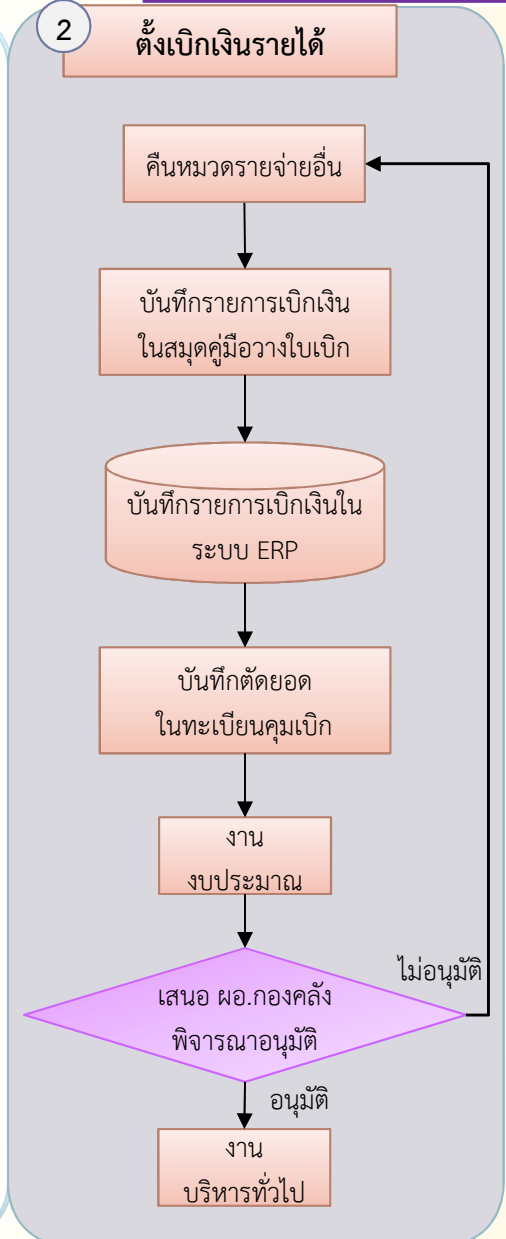 2
ตั้งเบิกเงินรายได้
คืนหมวดรายจ่ายอื่น
บันทึกรายการเบิกเงิน
ในสมุดคู่มือวางใบเบิก
บันทึกรายการเบิกเงินใน
ระบบ ERP
บันทึกตัดยอด
ในทะเบียนคุมเบิก
งาน
งบประมาณ
ไม่อนุมัติ
เสนอ ผอ.กองคลัง
พิจารณาอนุมัติ
อนุมัติ
งาน
บริหารทั่วไป